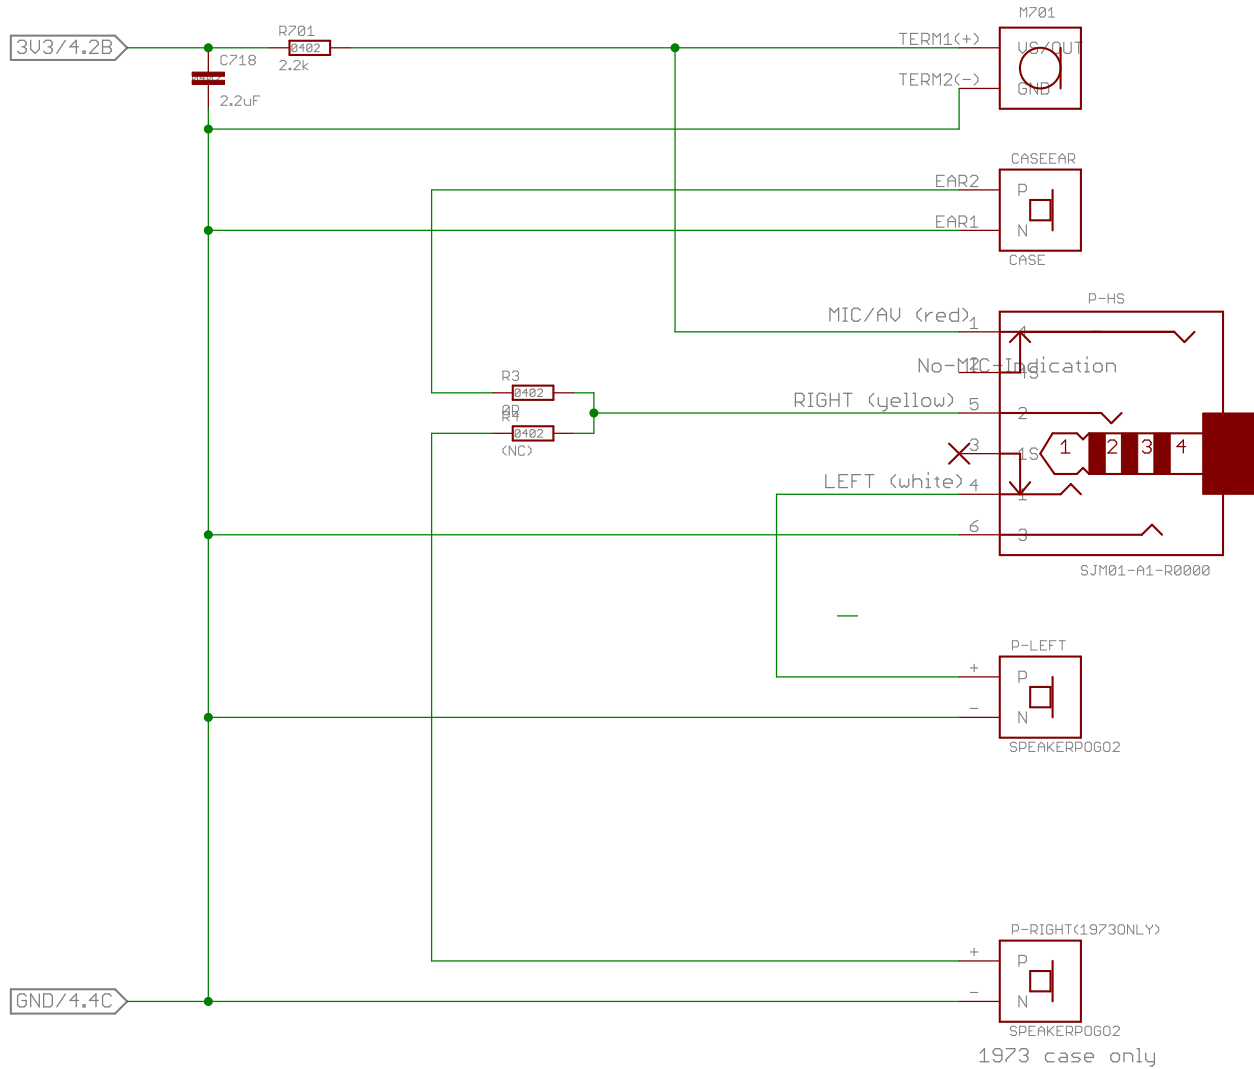 M701
R701
3V3/4.2B
TERM1(+)
VS/OUT
0402
C718
2.2k
TERM2(-)
GND
2.2uF
CASEEAR
EAR2
P
EAR1
N
CASE
P-HS
MIC/AV (red)
1
4
No-MIC-Indication
2
4S
R3
0402
0R
RIGHT (yellow)
5
2
R4
0402
(NC)
3
1S
1 2 3 4
LEFT (white)
4
1
6
3
SJM01-A1-R0000
P-LEFT
+
P
-
N
SPEAKERPOGO2
P-RIGHT(1973ONLY)
+
P
GND/4.4C
-
N
SPEAKERPOGO2
1973 case only